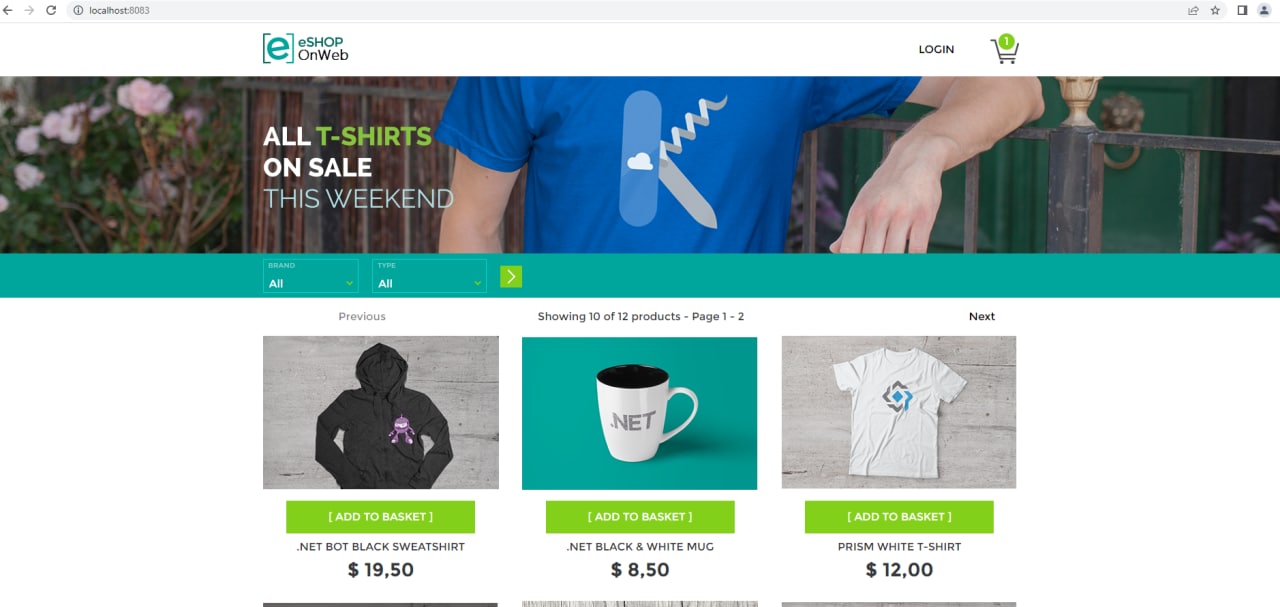 localhost:8083
eSHOP
OnWeb
LOGIN
1
ALL T-SHIRTS
ON SALE
THIS WEEKEND
BRAND
All
TYPE
All
Previous
Showing 10 of 12 products - Page 1 - 2
Next
.NET
[ ADD TO BASKET ]
[ ADD TO BASKET ]
[ ADD TO BASKET ]
.NET BOT BLACK SWEATSHIRT
.NET BLACK & WHITE MUG
PRISM WHITE T-SHIRT
$ 19,50
$ 8,50
$ 12,00